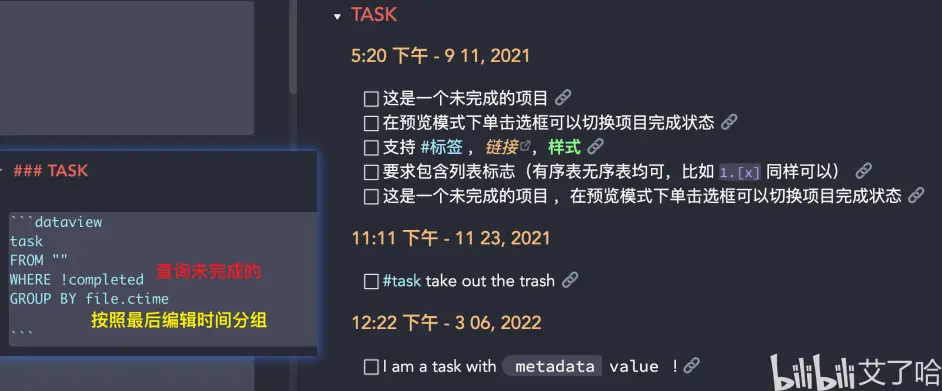 ### TASK
```dataview
task
FROM ""
WHERE !completed
查询未完成的
GROUP BY file.ctime
按照最后编辑时间分组
```
TASK
5:20 下午 - 9 11, 2021
这是一个未完成的项目
在预览模式下单击选框可以切换项目完成状态
支持 #标签 ，链接，样式
要求包含列表标志（有序表无序表均可，比如 1.[x] 同样可以）
这是一个未完成的项目 ，在预览模式下单击选框可以切换项目完成状态
11:11 下午 - 11 23, 2021
#task take out the trash
12:22 下午 - 3 06, 2022
I am a task with metadata value ！
bilibili 艾了哈